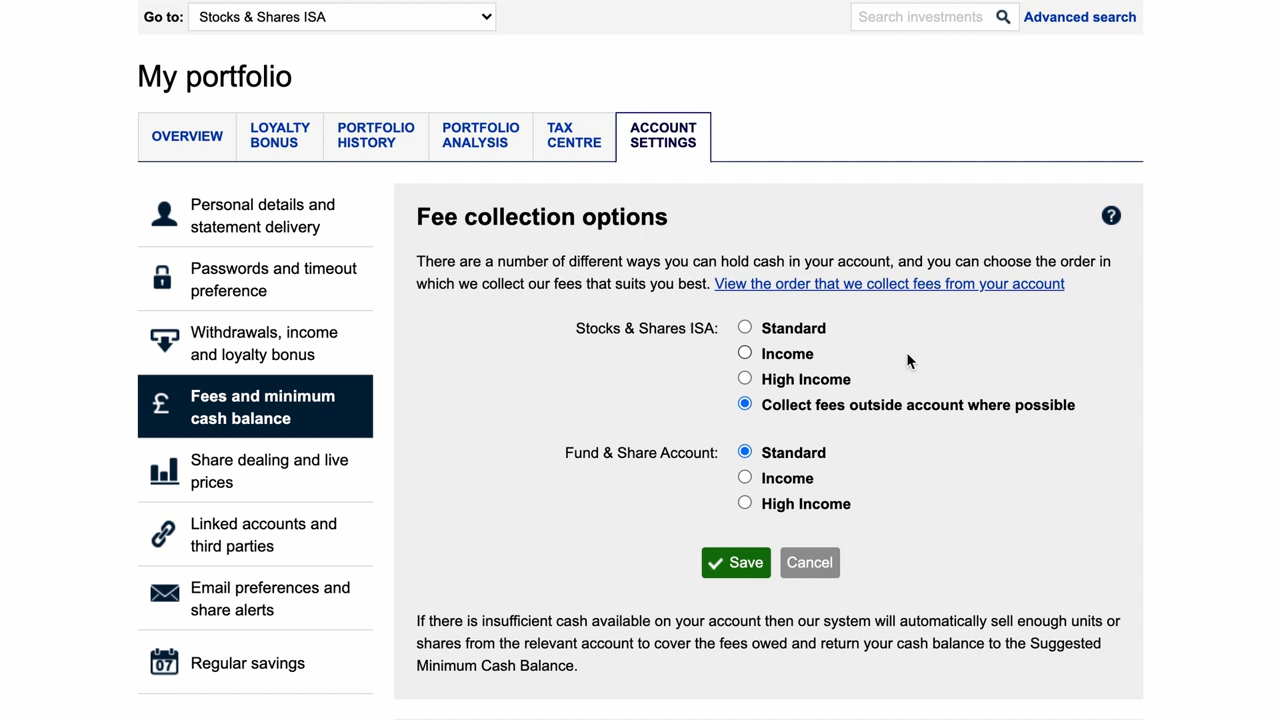 Go to: Stocks & Shares ISA Search investments Advanced search
My portfolio
OVERVIEW
LOYALTY
BONUS
PORTFOLIO
HISTORY
PORTFOLIO
ANALYSIS
TAX
CENTRE
ACCOUNT
SETTINGS
Personal details and
statement delivery
Passwords and timeout
preference
Withdrawals, income
and loyalty bonus
£ Fees and minimum
cash balance
Share dealing and live
prices
Linked accounts and
third parties
Email preferences and
share alerts
07 Regular savings
Fee collection options ?
There are a number of different ways you can hold cash in your account, and you can choose the order in
which we collect our fees that suits you best. View the order that we collect fees from your account
Stocks & Shares ISA: Standard
Income
High Income
Collect fees outside account where possible
Fund & Share Account: Standard
Income
High Income
Save Cancel
If there is insufficient cash available on your account then our system will automatically sell enough units or
shares from the relevant account to cover the fees owed and return your cash balance to the Suggested
Minimum Cash Balance.